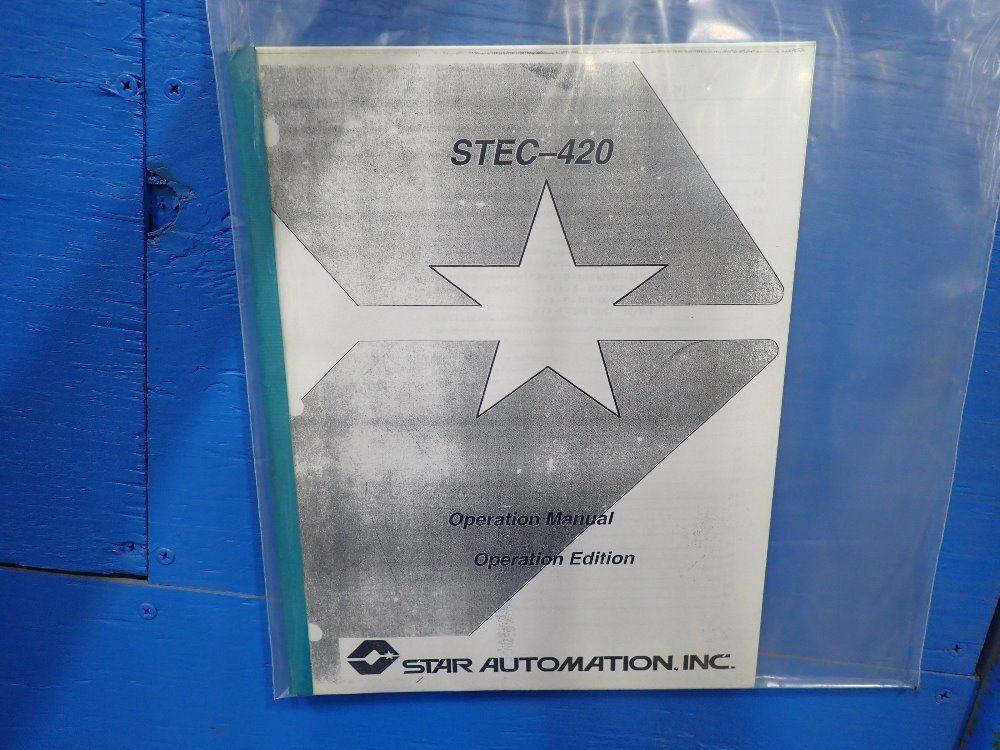 STEC-420
Operation Manual
Operation Edition
STAR AUTOMATION, INC.